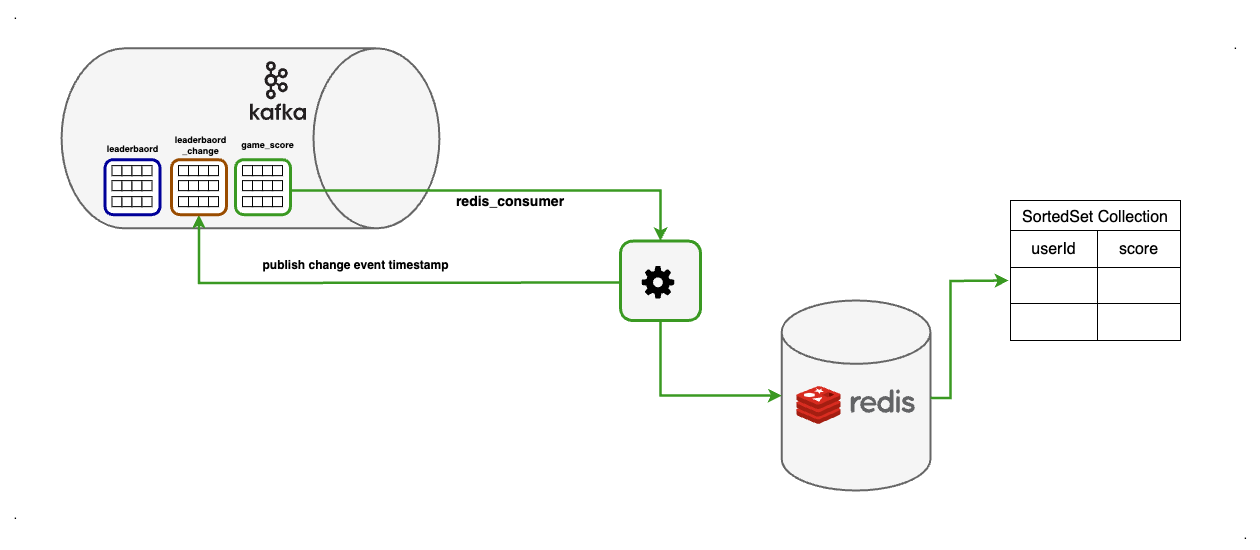 kafka
leaderbaord
leaderbaord
_change
game_score
redis_consumer
publish change event timestamp
SortedSet Collection
userId score
redis